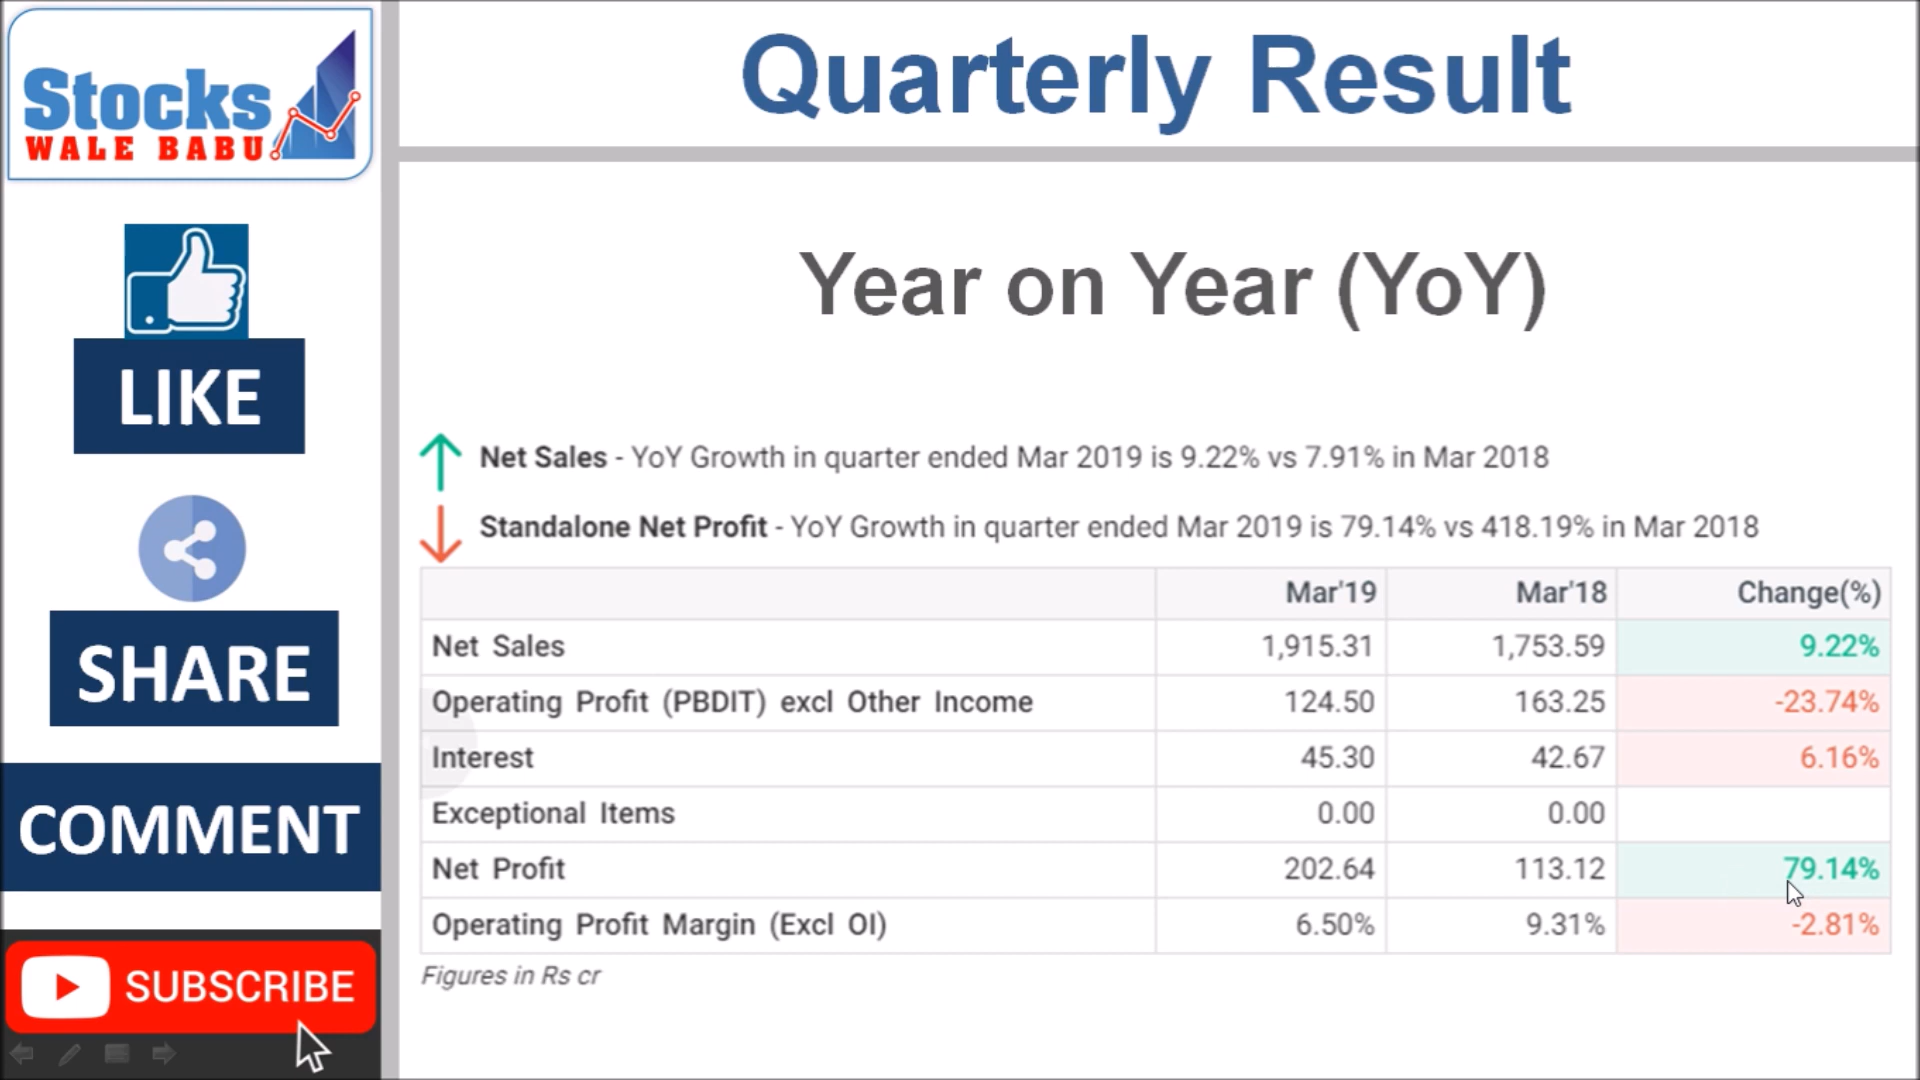 Stocks
WALE BABU
LIKE
SHARE
COMMENT
SUBSCRIBE
Quarterly Result
Year on Year (YoY)
Net Sales - YoY Growth in quarter ended Mar 2019 is 9.22% vs 7.91% in Mar 2018
Standalone Net Profit - YoY Growth in quarter ended Mar 2019 is 79.14% vs 418.19% in Mar 2018
Mar'19 Mar'18 Change(%)
Net Sales 1,915.31 1,753.59 9.22%
Operating Profit (PBDIT) excl Other Income 124.50 163.25 -23.74%
Interest 45.30 42.67 6.16%
Exceptional Items 0.00 0.00
Net Profit 202.64 113.12 79.14%
Operating Profit Margin (Excl OI) 6.50% 9.31% -2.81%
Figures in Rs cr